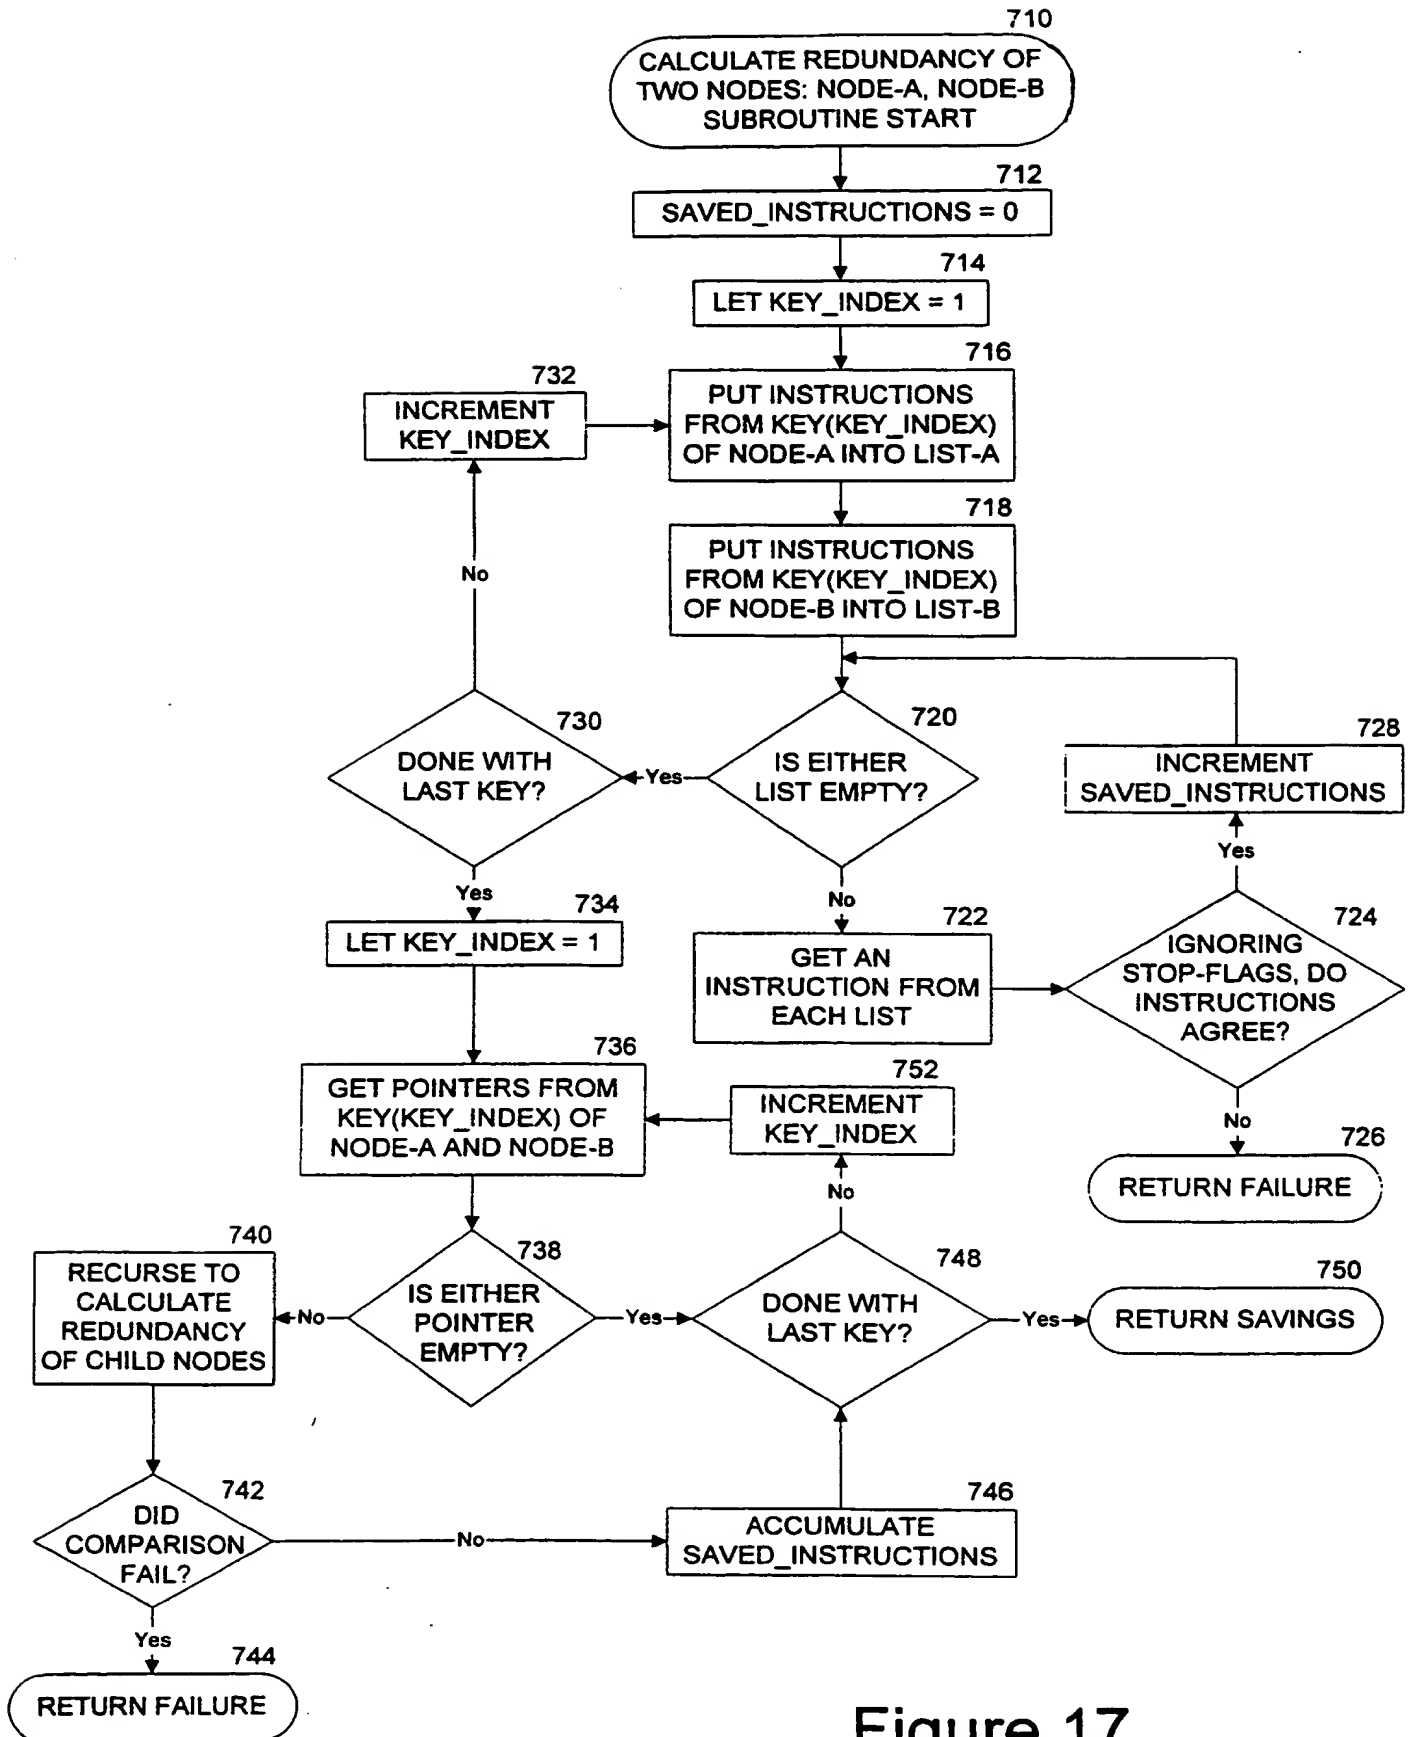 710
CALCULATE REDUNDANCY OF
TWO NODES: NODE-A, NODE-B
SUBROUTINE START
712
SAVED_INSTRUCTIONS = 0
714
LET KEY_INDEX = 1
716
PUT INSTRUCTIONS
FROM KEY(KEY_INDEX)
OF NODE-A INTO LIST-A
732
INCREMENT
KEY_INDEX
718
PUT INSTRUCTIONS
FROM KEY(KEY_INDEX)
OF NODE-B INTO LIST-B
No
730
DONE WITH
LAST KEY?
Yes
720
IS EITHER
LIST EMPTY?
728
INCREMENT
SAVED_INSTRUCTIONS
Yes
Yes
No
734
LET KEY_INDEX = 1
722
GET AN
INSTRUCTION FROM
EACH LIST
724
IGNORING
STOP-FLAGS, DO
INSTRUCTIONS
AGREE?
No
726
RETURN FAILURE
736
GET POINTERS FROM
KEY(KEY_INDEX) OF
NODE-A AND NODE-B
752
INCREMENT
KEY_INDEX
No
740
RECURSE TO
CALCULATE
REDUNDANCY
OF CHILD NODES
No
738
IS EITHER
POINTER
EMPTY?
Yes
748
DONE WITH
LAST KEY?
Yes
750
RETURN SAVINGS
742
DID
COMPARISON
FAIL?
No
746
ACCUMULATE
SAVED_INSTRUCTIONS
Yes
744
RETURN FAILURE
Figure 17